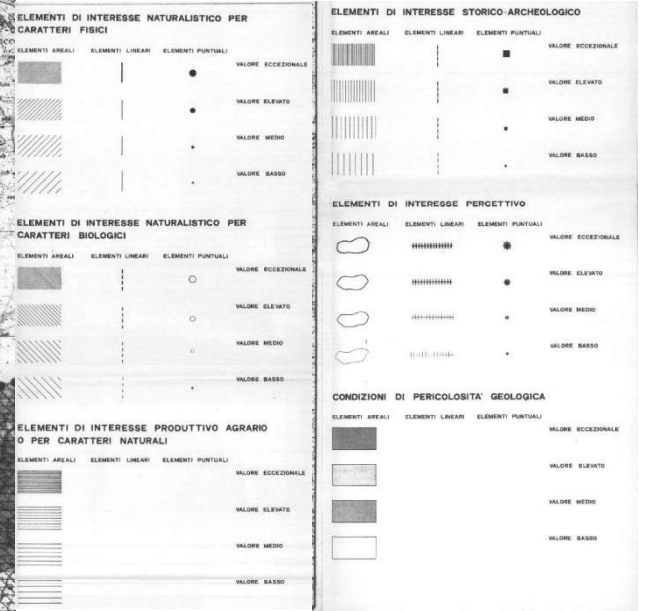 ELEMENTI DI INTERESSE NATURALISTICO PER
CARATTERI FISICI
ELEMENTI AREALI ELEMENTI LINEARI ELEMENTI PUNTUALI
VALORE ECCEZIONALE
VALORE ELEVATO
VALORE MEDIO
VALORE BASSO
ELEMENTI DI INTERESSE NATURALISTICO PER
CARATTERI BIOLOGICI
ELEMENTI AREALI ELEMENTI LINEARI ELEMENTI PUNTUALI
VALORE ECCEZIONALE
VALORE ELEVATO
VALORE MEDIO
VALORE BASSO
ELEMENTI DI INTERESSE PRODUTTIVO AGRARIO
O PER CARATTERI NATURALI
ELEMENTI AREALI ELEMENTI LINEARI ELEMENTI PUNTUALI
VALORE ECCEZIONALE
VALORE ELEVATO
VALORE MEDIO
VALORE BASSO
ELEMENTI DI INTERESSE STORICO-ARCHEOLOGICO
ELEMENTI AREALI ELEMENTI LINEARI ELEMENTI PUNTUALI
VALORE ECCEZIONALE
VALORE ELEVATO
VALORE MEDIO
VALORE BASSO
ELEMENTI DI INTERESSE PERCETTIVO
ELEMENTI AREALI ELEMENTI LINEARI ELEMENTI PUNTUALI
VALORE ECCEZIONALE
VALORE ELEVATO
VALORE MEDIO
VALORE BASSO
CONDIZIONI DI PERICOLOSITA' GEOLOGICA
ELEMENTI AREALI ELEMENTI LINEARI ELEMENTI PUNTUALI
VALORE ECCEZIONALE
VALORE ELEVATO
VALORE MEDIO
VALORE BASSO